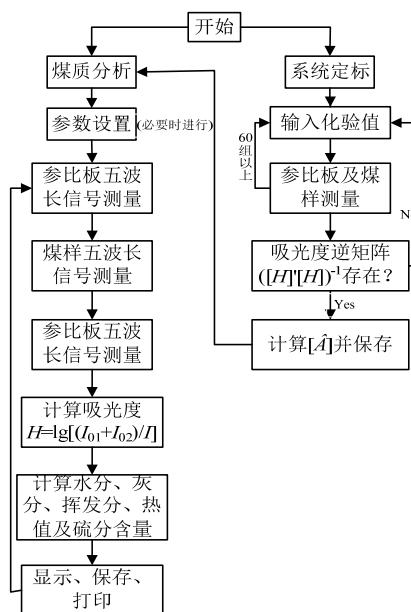 开始
煤质分析
系统定标
参数设置
(必要时进行)
输入化验值
60
组
以
上
参比板五波
长信号测量
参比板及煤
样测量
N
煤样五波长
信号测量
吸光度逆矩阵
([H]'[H])⁻¹存在?
Yes
参比板五波
长信号测量
计算[Â]并保存
计算吸光度
H=lg[(I₀₁+I₀₂)/I]
计算水分、灰
分、挥发分、热
值及硫分含量
显示、保存、
打印